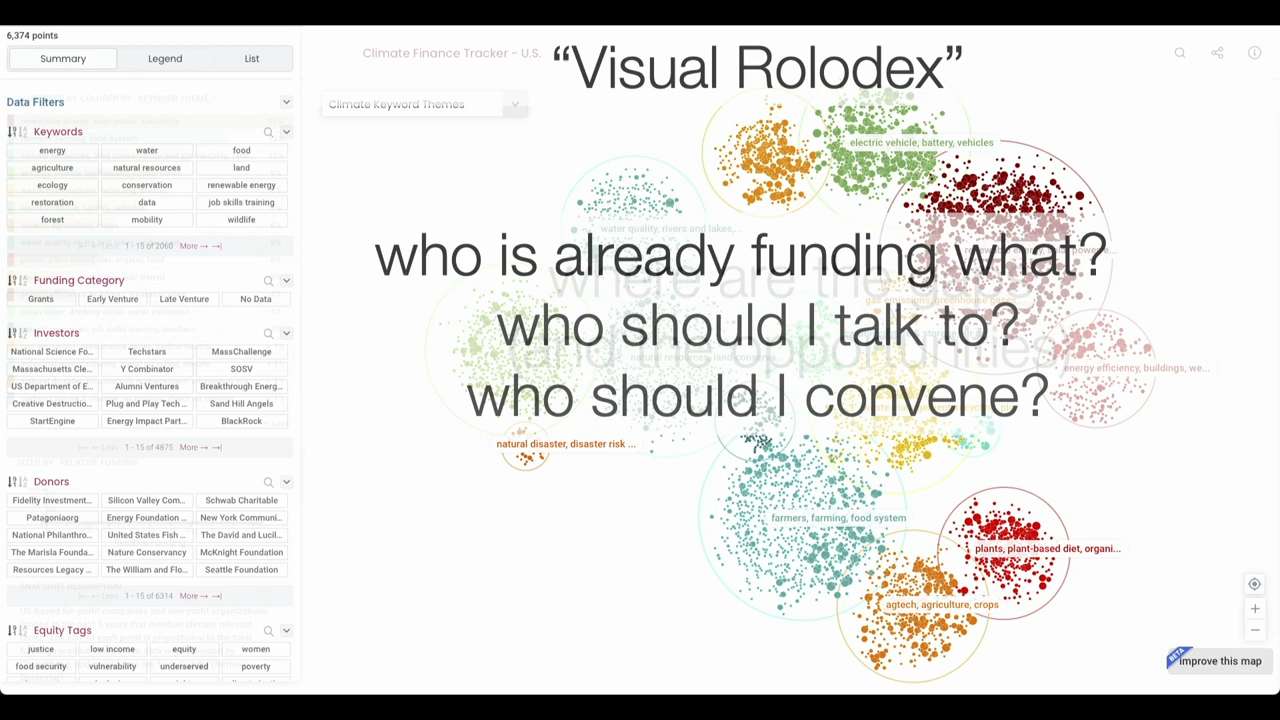 6,374 points
Summary
Legend
List
Data Filters
Keywords
energy
water
food
agriculture
natural resources
land
ecology
conservation
renewable energy
restoration
data
job skills training
forest
mobility
wildlife
1 - 15 of 2060 More
Funding Category
Grants
Early Venture
Late Venture
No Data
Investors
National Science Fo...
Techstars
MassChallenge
Massachusetts Cle...
Y Combinator
SOSV
US Department of E...
Alumni Ventures
Breakthrough Energ...
Creative Destructio...
Plug and Play Tech ...
Sand Hill Angels
StartEngine
Energy Impact Part...
BlackRock
1 - 15 of 4875 More
Donors
Fidelity Investment...
Silicon Valley Com...
Schwab Charitable
Patagoniaorg
Energy Foundation ...
New York Communi...
National Philanthro...
United States Fish ...
The David and Lucil...
The Marisla Founda...
Nature Conservancy
McKnight Foundation
Resources Legacy ...
The William and Flo...
Seattle Foundation
1 - 15 of 6314 More
Equity Tags
justice
low income
equity
women
food security
vulnerability
underserved
poverty
Climate Finance Tracker - U.S.
Climate Keyword Themes
“Visual Rolodex”
electric vehicle, battery, vehicles
water quality, rivers and lakes,...
who is already funding what?
where are the gaps
who should I talk to?
and the opportunities
who should I convene?
energy efficiency, buildings, we...
natural disaster, disaster risk ...
farmers, farming, food system
plants, plant-based diet, organi...
agtech, agriculture, crops
BETA
Improve this map